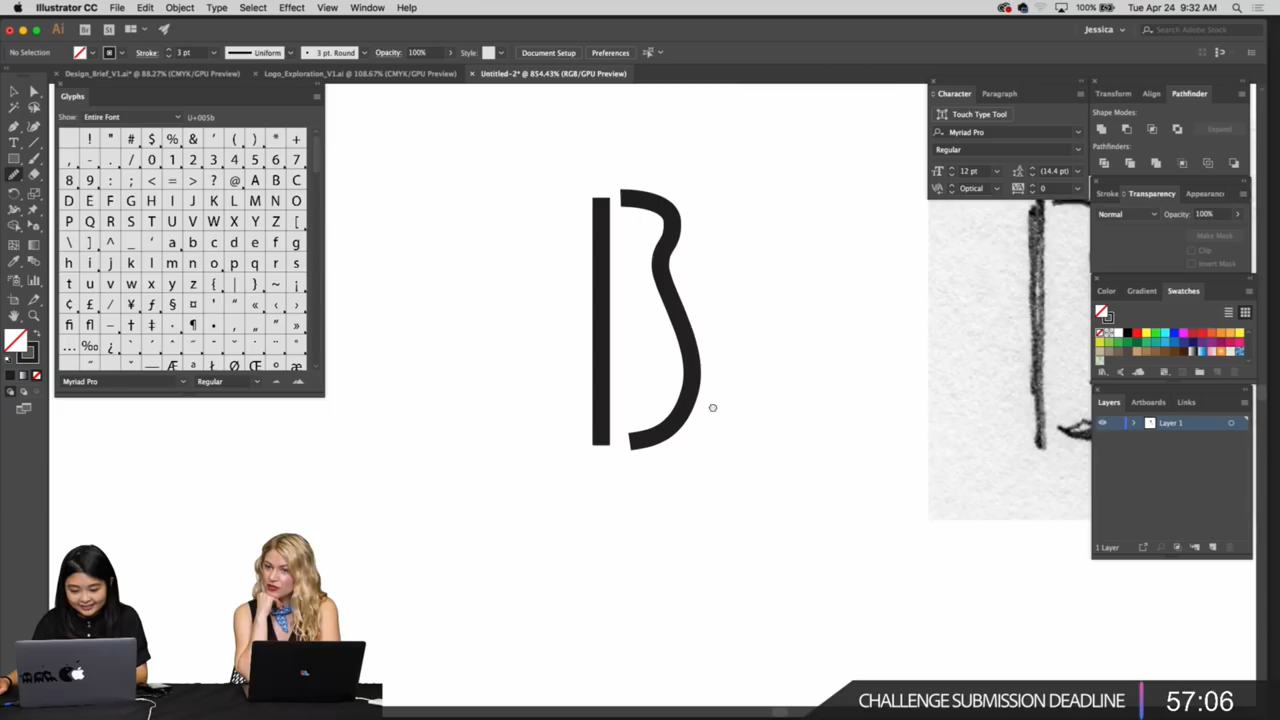 Illustrator CC File Edit Object Type Select Effect View Window Help 100% Tue Apr 24 9:32 AM
Ai Br St Jessica Search Adobe Stock
No Selection Stroke: 3 pt Uniform 3 pt. Round Opacity: 100% Style: Document Setup Preferences
Design_Brief_V1.ai* @ 88.27% (CMYK/GPU Preview) Logo_Exploration_V1.ai @ 108.67% (CMYK/GPU Preview) Untitled-2* @ 854.43% (RGB/GPU Preview)
Glyphs
Show: Entire Font U+005b
! " # $ % & ' ( ) * +
, - . / 0 1 2 3 4 5 6 7
8 9 : ; < = > ? @ A B C
D E F G H I J K L M N O
P Q R S T U V W X Y Z [
\ ] ^ _ ‘ a b c d e f g
h i j k l m n o p q r s
t u v w x y z { | } ~ ¡
¢ £ ⁄ ¥ ƒ § ¤ ' “ « ‹ ›
ﬁ ﬂ – † ‡ · ¶ • ‚ „ ” »
… ‰ ¿
— Æ ª Ł Ø Œ º æ
Myriad Pro Regular
B
Character Paragraph
Touch Type Tool
Myriad Pro
Regular
12 pt (14.4 pt)
Optical 0
Transform Align Pathfinder
Shape Modes:
Expand
Pathfinders:
Stroke Transparency Appearanc
Normal Opacity: 100%
Make Mask
Clip
Invert Mask
Color Gradient Swatches
Layers Artboards Links
Layer 1
1 Layer
CHALLENGE SUBMISSION DEADLINE 57:06